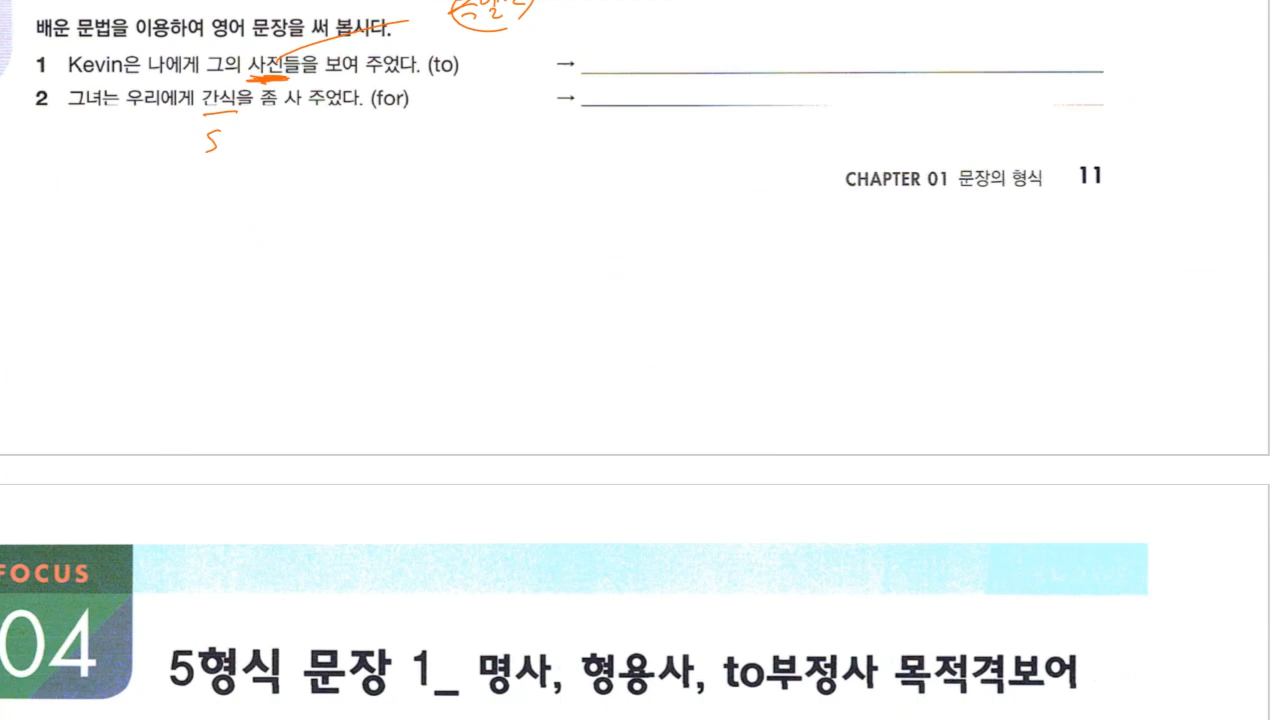 배운 문법을 이용하여 영어 문장을 써 봅시다.
1 Kevin은 나에게 그의 사진들을 보여 주었다. (to) →
2 그녀는 우리에게 간식을 좀 사 주었다. (for) →
S
CHAPTER 01 문장의 형식 11
FOCUS
04
5형식 문장 1_ 명사, 형용사, to부정사 목적격보어